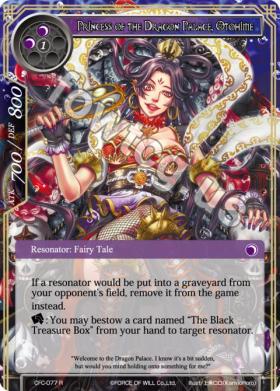 Princess of the Dragon Palace, Otohime
1
ATK 700 / DEF 800
Resonator: Fairy Tale
If a resonator would be put into a graveyard
from your opponent's field, remove it from the game
instead.
: You may bestow a card named "The Black
Treasure Box" from your hand to target resonator.
"Welcome to the Dragon Palace. I know it's a bit sudden,
but would you mind holding onto something for me?"
CFC-077 R
©FORCE OF WILL Co.,Ltd.